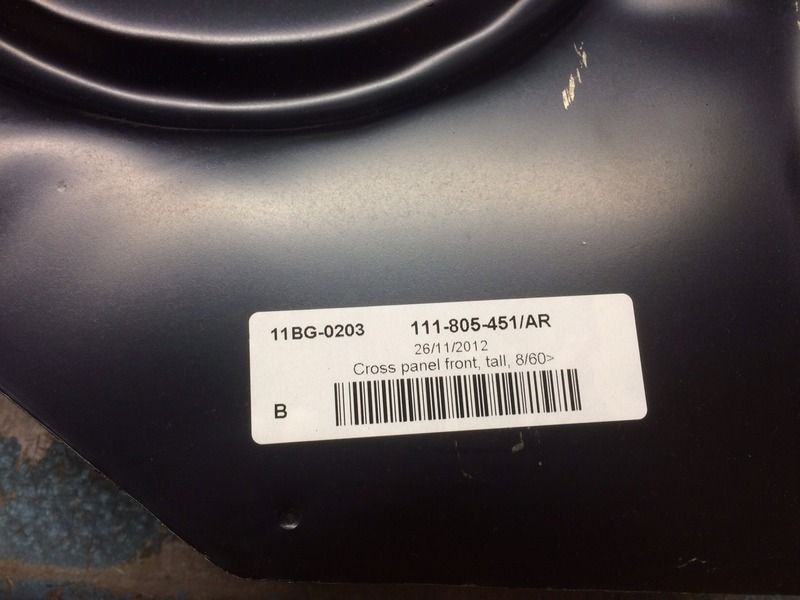 11BG-0203 111-805-451/AR
26/11/2012
Cross panel front, tall, 8/60>
B